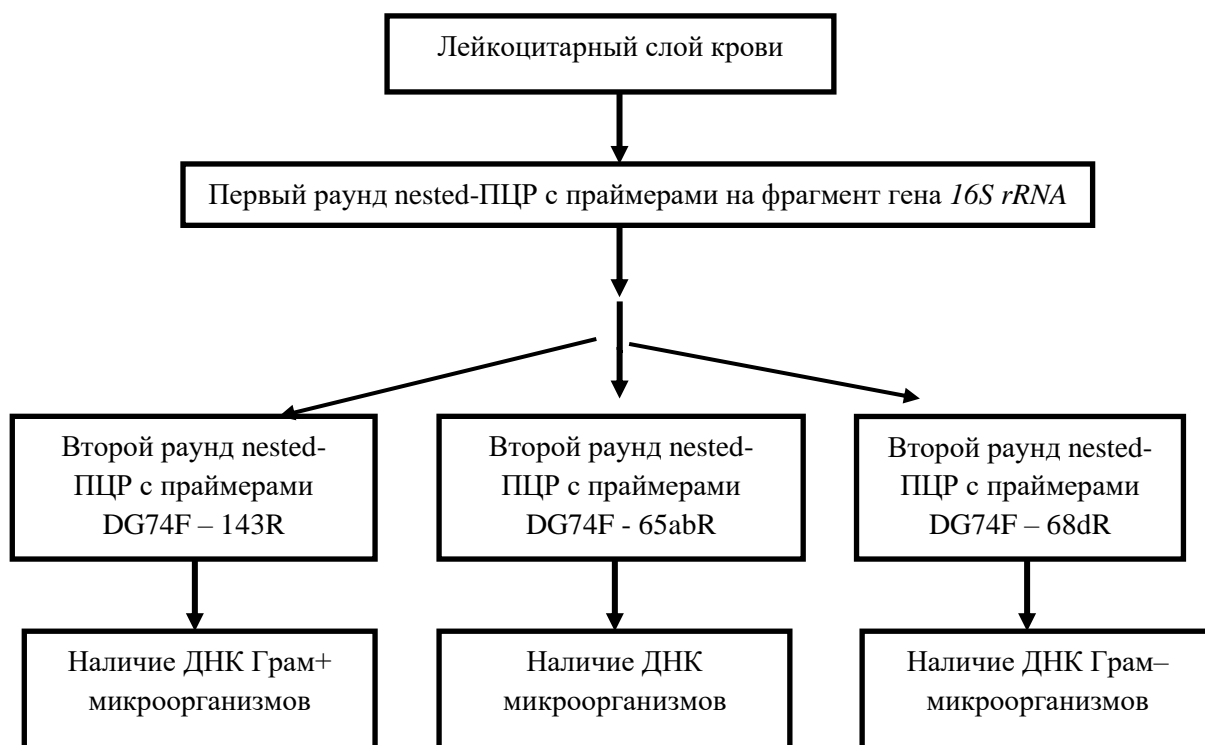 Лейкоцитарный слой крови
Первый раунд nested-ПЦР с праймерами на фрагмент гена 16S rRNA
Второй раунд nested-
ПЦР с праймерами
DG74F – 143R
Второй раунд nested-
ПЦР с праймерами
DG74F - 65abR
Второй раунд nested-
ПЦР с праймерами
DG74F – 68dR
Наличие ДНК Грам+
микроорганизмов
Наличие ДНК
микроорганизмов
Наличие ДНК Грам–
микроорганизмов